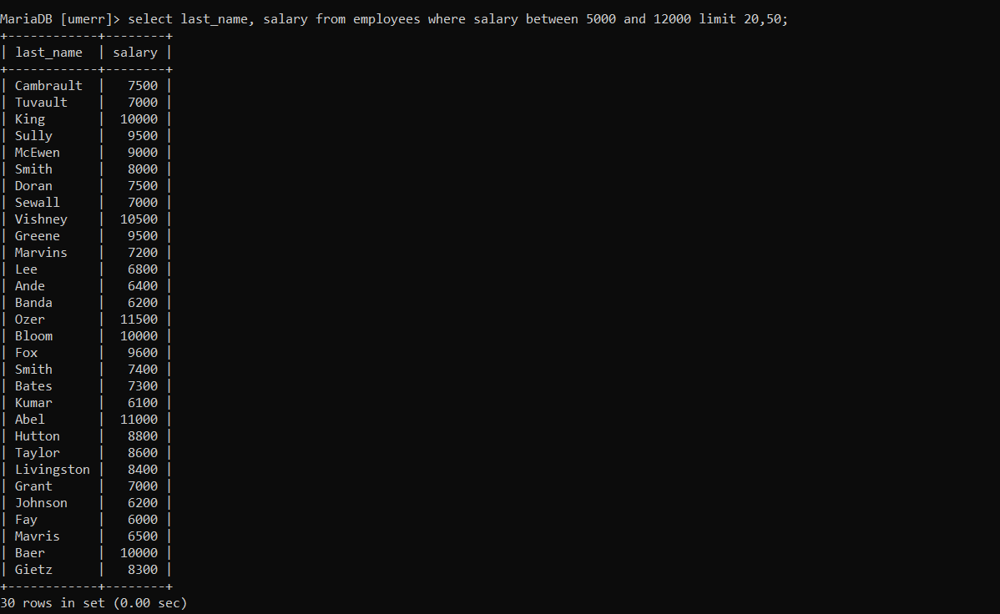 MariaDB [umerr]> select last_name, salary from employees where salary between 5000 and 12000 limit 20,50;
+------------+--------+
| last_name  | salary |
+------------+--------+
| Cambrault  |   7500 |
| Tuvault    |   7000 |
| King       |  10000 |
| Sully      |   9500 |
| McEwen     |   9000 |
| Smith      |   8000 |
| Doran      |   7500 |
| Sewall     |   7000 |
| Vishney    |  10500 |
| Greene     |   9500 |
| Marvins    |   7200 |
| Lee        |   6800 |
| Ande       |   6400 |
| Banda      |   6200 |
| Ozer       |  11500 |
| Bloom      |  10000 |
| Fox        |   9600 |
| Smith      |   7400 |
| Bates      |   7300 |
| Kumar      |   6100 |
| Abel       |  11000 |
| Hutton     |   8800 |
| Taylor     |   8600 |
| Livingston |   8400 |
| Grant      |   7000 |
| Johnson    |   6200 |
| Fay        |   6000 |
| Mavris     |   6500 |
| Baer       |  10000 |
| Gietz      |   8300 |
+------------+--------+
30 rows in set (0.00 sec)